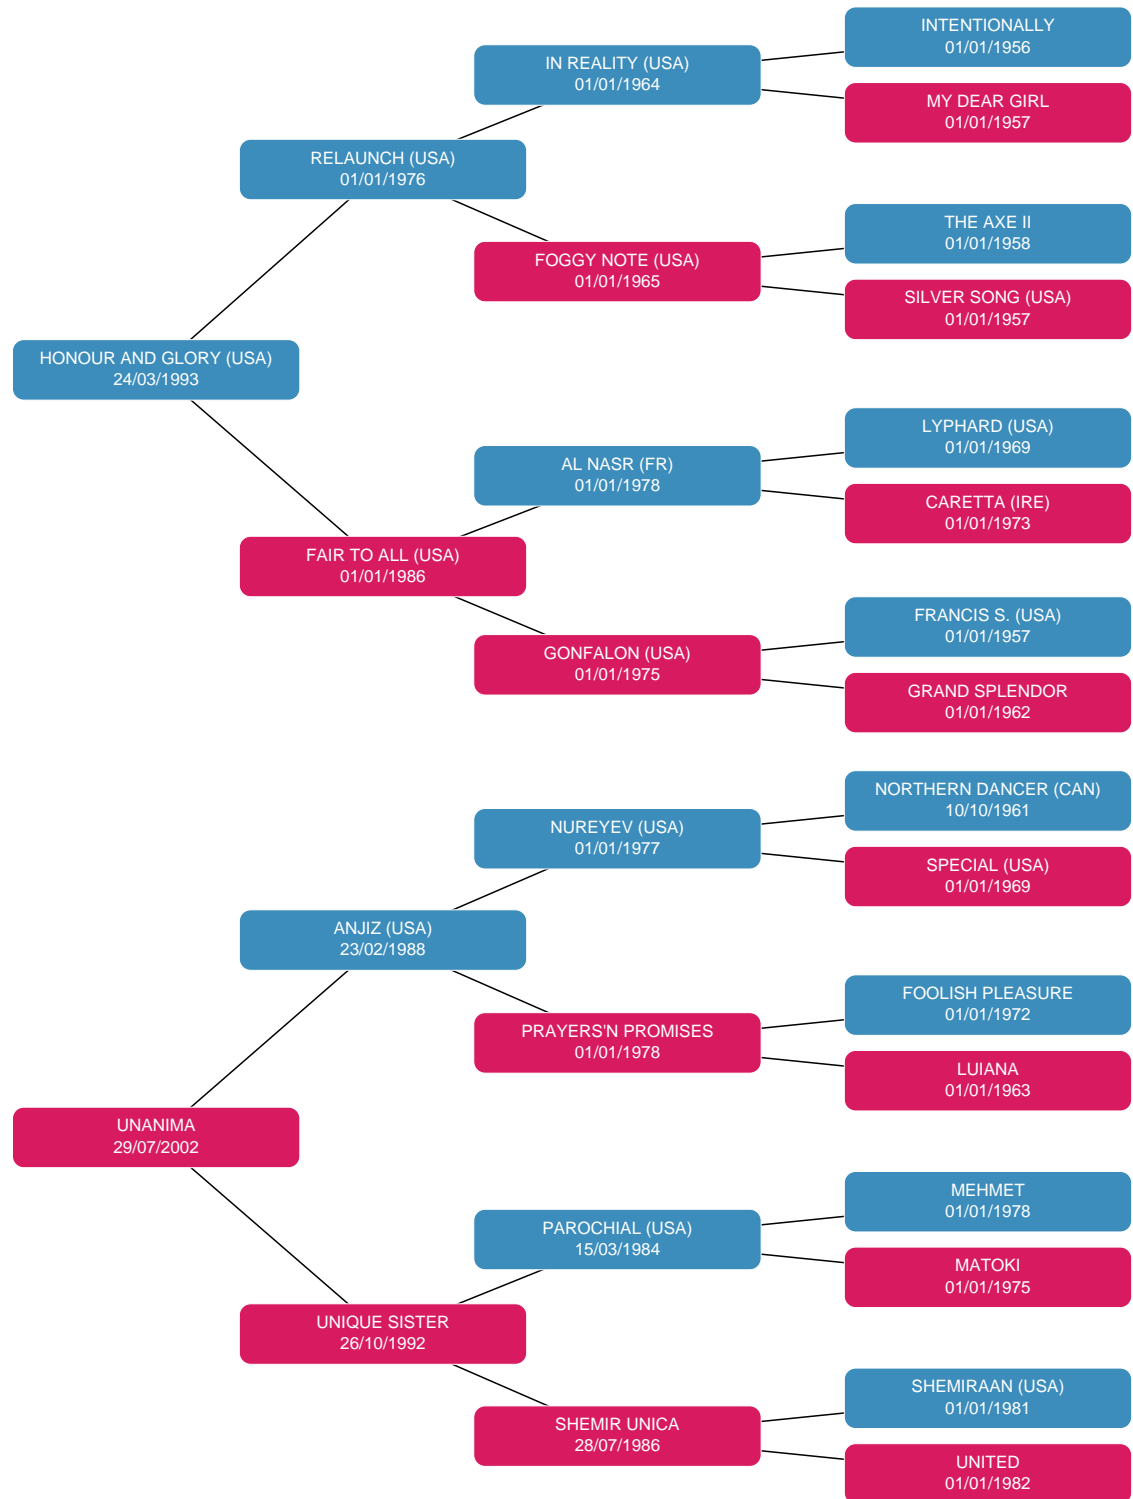 INTENTIONALLY
01/01/1956
IN REALITY (USA)
01/01/1964
MY DEAR GIRL
01/01/1957
RELAUNCH (USA)
01/01/1976
THE AXE II
01/01/1958
FOGGY NOTE (USA)
01/01/1965
SILVER SONG (USA)
01/01/1957
HONOUR AND GLORY (USA)
24/03/1993
LYPHARD (USA)
01/01/1969
AL NASR (FR)
01/01/1978
CARETTA (IRE)
01/01/1973
FAIR TO ALL (USA)
01/01/1986
FRANCIS S. (USA)
01/01/1957
GONFALON (USA)
01/01/1975
GRAND SPLENDOR
01/01/1962
NORTHERN DANCER (CAN)
10/10/1961
NUREYEV (USA)
01/01/1977
SPECIAL (USA)
01/01/1969
ANJIZ (USA)
23/02/1988
FOOLISH PLEASURE
01/01/1972
PRAYERS'N PROMISES
01/01/1978
LUIANA
01/01/1963
UNANIMA
29/07/2002
MEHMET
01/01/1978
PAROCHIAL (USA)
15/03/1984
MATOKI
01/01/1975
UNIQUE SISTER
26/10/1992
SHEMIRAAN (USA)
01/01/1981
SHEMIR UNICA
28/07/1986
UNITED
01/01/1982